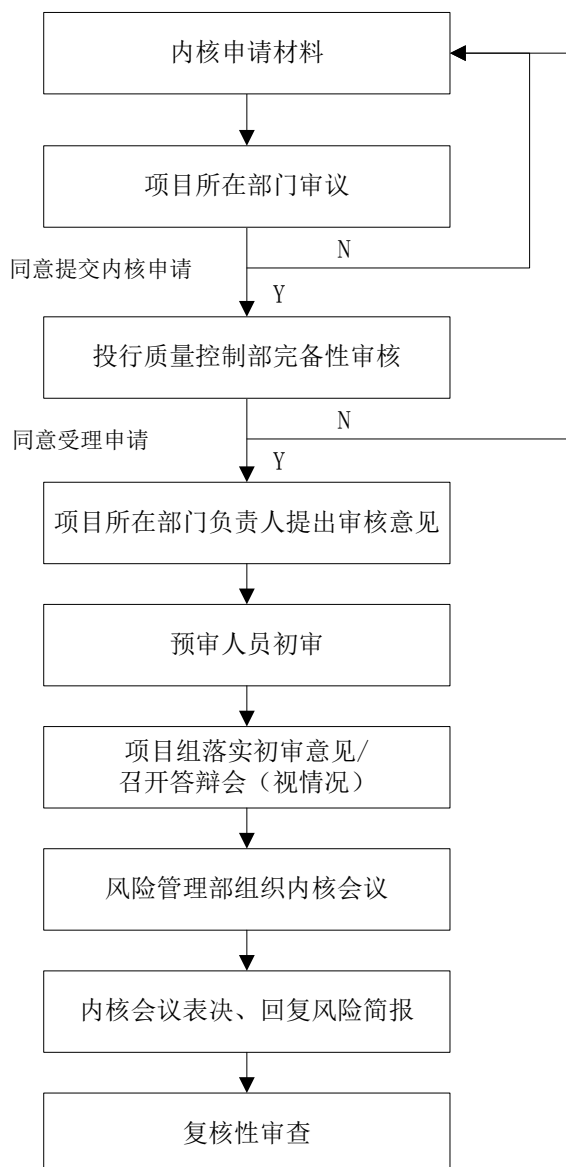 内核申请材料
项目所在部门审议
N
同意提交内核申请
Y
投行质量控制部完备性审核
N
同意受理申请
Y
项目所在部门负责人提出审核意见
预审人员初审
项目组落实初审意见/
召开答辩会（视情况）
风险管理部组织内核会议
内核会议表决、回复风险简报
复核性审查